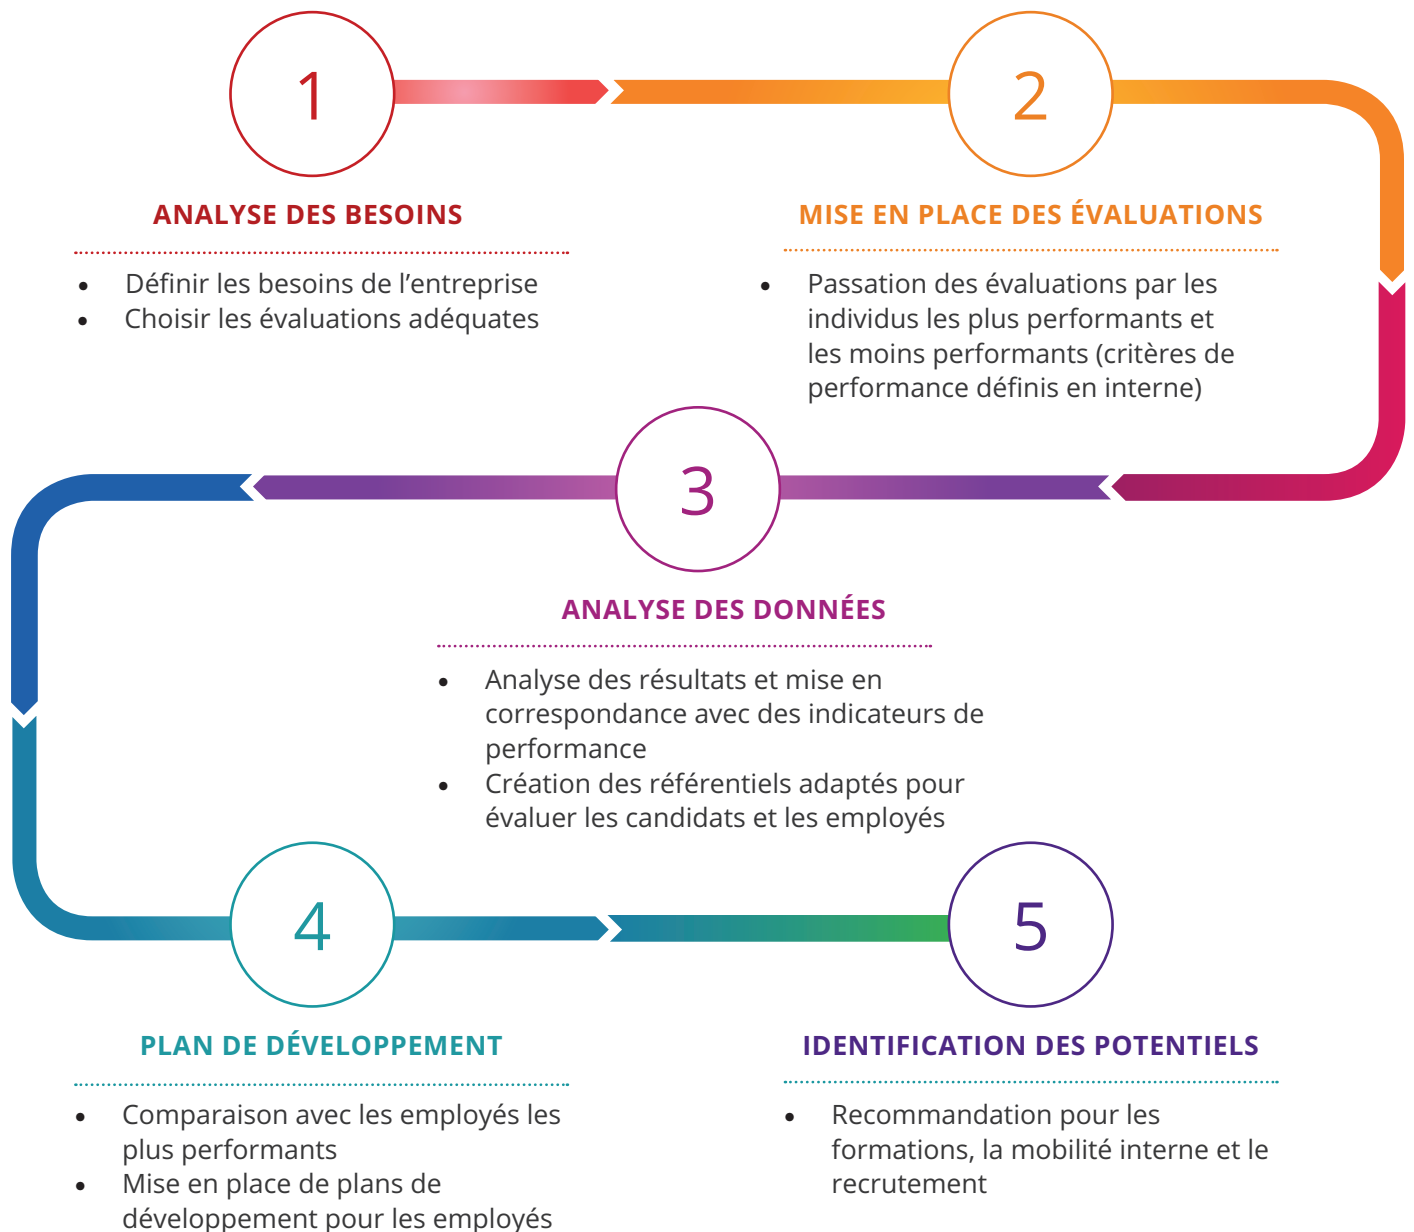 1
ANALYSE DES BESOINS
• Définir les besoins de l’entreprise
• Choisir les évaluations adéquates
2
MISE EN PLACE DES ÉVALUATIONS
• Passation des évaluations par les
individus les plus performants et
les moins performants (critères de
performance définis en interne)
3
ANALYSE DES DONNÉES
• Analyse des résultats et mise en
correspondance avec des indicateurs de
performance
• Création des référentiels adaptés pour
évaluer les candidats et les employés
4
PLAN DE DÉVELOPPEMENT
• Comparaison avec les employés les
plus performants
• Mise en place de plans de
développement pour les employés
5
IDENTIFICATION DES POTENTIELS
• Recommandation pour les
formations, la mobilité interne et le
recrutement